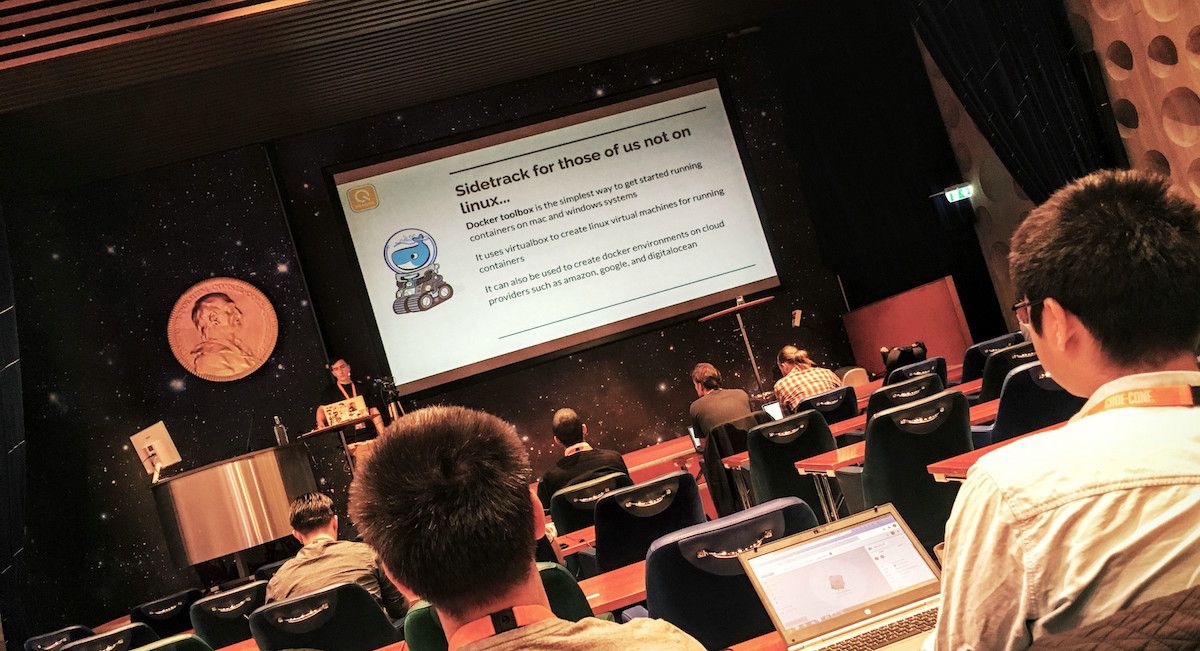 Sidetrack for those of us not on
linux...
Docker toolbox is the simplest way to get started running
containers on mac and windows systems
It uses virtualbox to create linux virtual machines for running
containers
It can also be used to create docker environments on cloud
providers such as amazon, google, and digitalocean
CODE-CONF